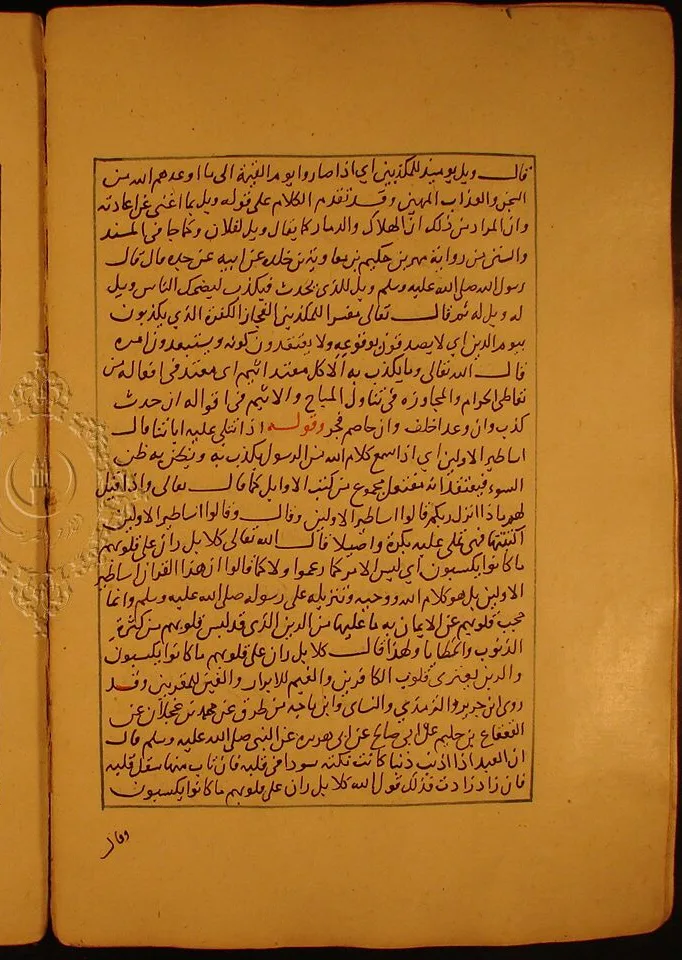 قال ويل يوميذ للمكذبين اي اذا صاروا يوم القيمة الى ما اوعدهم الله من
السجن والعذاب المهين وقد تقدم الكلام على قوله ويل بما اغنى عن اعادته
وان المراد من ذلك ان الهلاك والدمار كما يقال ويل لفلان وكما جا في المسند
والسنن من رواية بهز بن حكيم بن معاوية بن حيدة عن ابيه عن جده قال قال
رسول الله صلى الله عليه وسلم ويل للذي يحدث فيكذب ليضحك الناس ويل
له ويل له ثم قال تعالى مفسرا للمكذبين الفجار الكفرة الذي يكذبون
بيوم الدين اي لا يصدقون بوقوعه ولا يعتقدون كونه ويستبعدون امره
قال الله تعالى وما يكذب به الا كل معتد اثيم اي معتد في افعاله من
تعاطي الحرام والمجاوزه في تناول المباح والاثيم في اقواله ان حدث
كذب وان وعد اخلف وان خاصم فجر وقوله اذا تتلى عليه اياتنا قال
اساطير الاولين اي اذا سمع كلام الله من الرسول يكذب به ويظن به ظن
السوء فيعتقد انه مفتعل مجموع من كتب الاوايل كما قال تعالى واذا قيل
لهم ماذا انزل ربكم قالوا اساطير الاولين وقال وقالوا اساطير الاولين
اكتتبها فهي تملى عليه بكرة واصيلا قال الله تعالى كلا بل ران على قلوبهم
ما كانوا يكسبون اي ليس الامر كما زعموا ولا كما قالوا ان هذا القران اساطير
الاولين بل هو كلام الله ووحيه وتنزيله على رسوله صلى الله عليه وسلم وانما
حجب قلوبهم عن الايمان به ما عليها من الرين الذي قد لبس قلوبهم من كثرة
الذنوب والخطايا ولهذا قال كلا بل ران على قلوبهم ما كانوا يكسبون
والرين يعتري قلوب الكافرين والغيم للابرار والغين للمقربين وقد
روى ابن جرير والترمذي والنساي وابن ماجه من طرق عن محمد بن عجلان عن
القعقاع بن حكيم عن ابي صالح عن ابي هريره عن النبي صلى الله عليه وسلم قال
ان العبد اذا اذنب ذنبا كانت نكتة سودا في قلبه فان تاب منها صقل قلبه
فان زاد زادت فذلك قول الله كلا بل ران على قلوبهم ما كانوا يكسبون
وقال